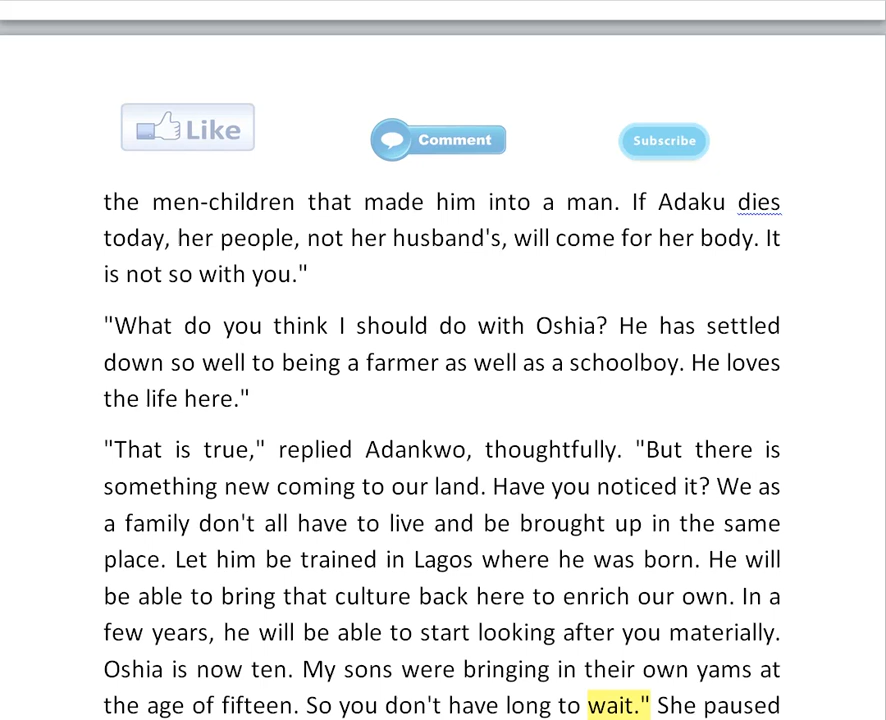 Like
Comment
Subscribe
the men-children that made him into a man. If Adaku dies
today, her people, not her husband's, will come for her body. It
is not so with you."
"What do you think I should do with Oshia? He has settled
down so well to being a farmer as well as a schoolboy. He loves
the life here."
"That is true," replied Adankwo, thoughtfully. "But there is
something new coming to our land. Have you noticed it? We as
a family don't all have to live and be brought up in the same
place. Let him be trained in Lagos where he was born. He will
be able to bring that culture back here to enrich our own. In a
few years, he will be able to start looking after you materially.
Oshia is now ten. My sons were bringing in their own yams at
the age of fifteen. So you don't have long to wait." She paused